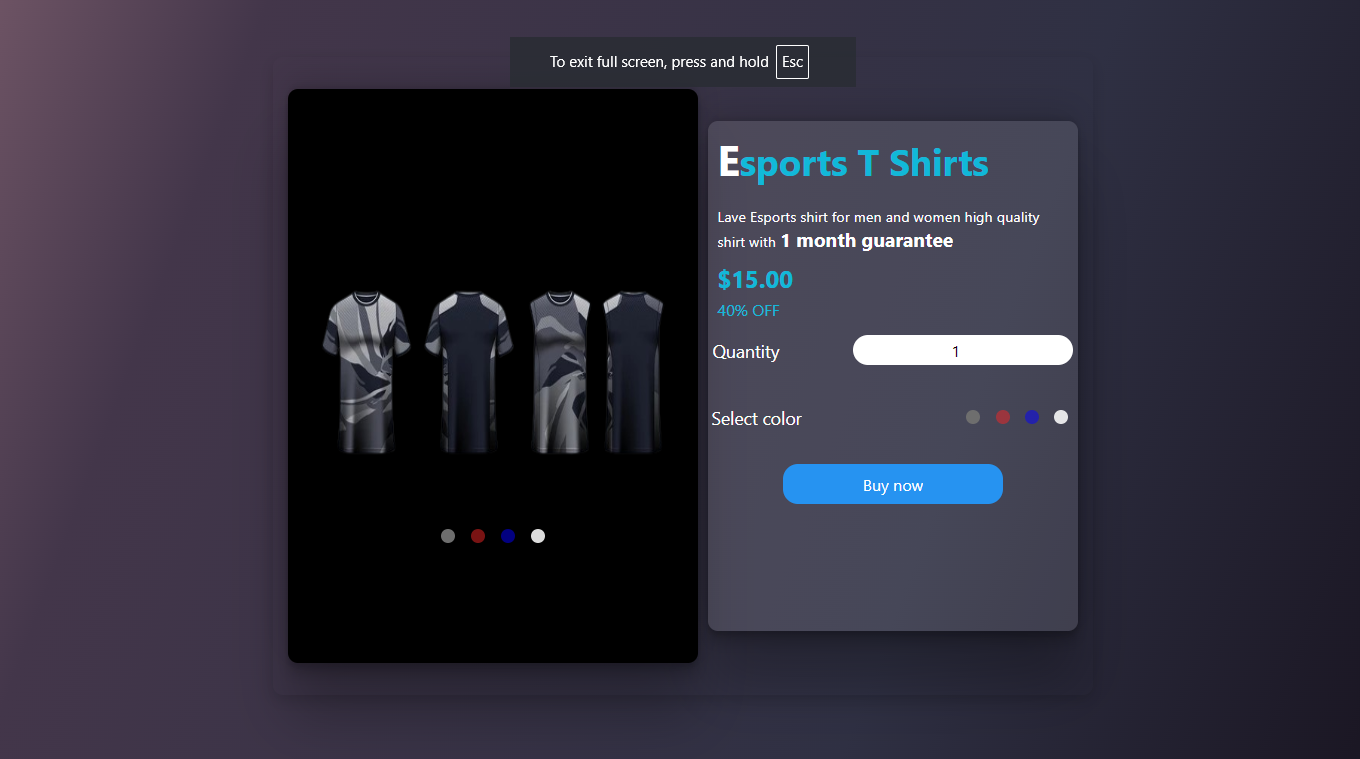 To exit full screen, press and hold Esc
Esports T Shirts
Lave Esports shirt for men and women high quality
shirt with 1 month guarantee
$15.00
40% OFF
Quantity
1
Select color
Buy now